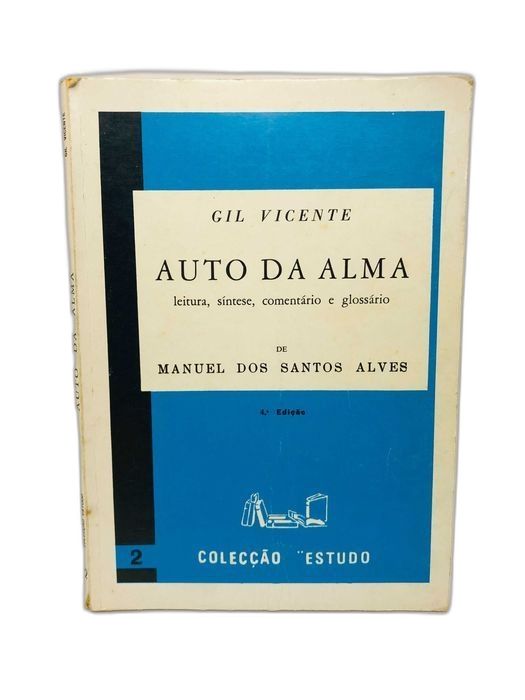 GIL VICENTE
AUTO DA ALMA
leitura, síntese, comentário e glossário
DE
MANUEL DOS SANTOS ALVES
4.ª Edição
2
COLECÇÃO ¨ESTUDO
GIL VICENTE
AUTO DA ALMA
2